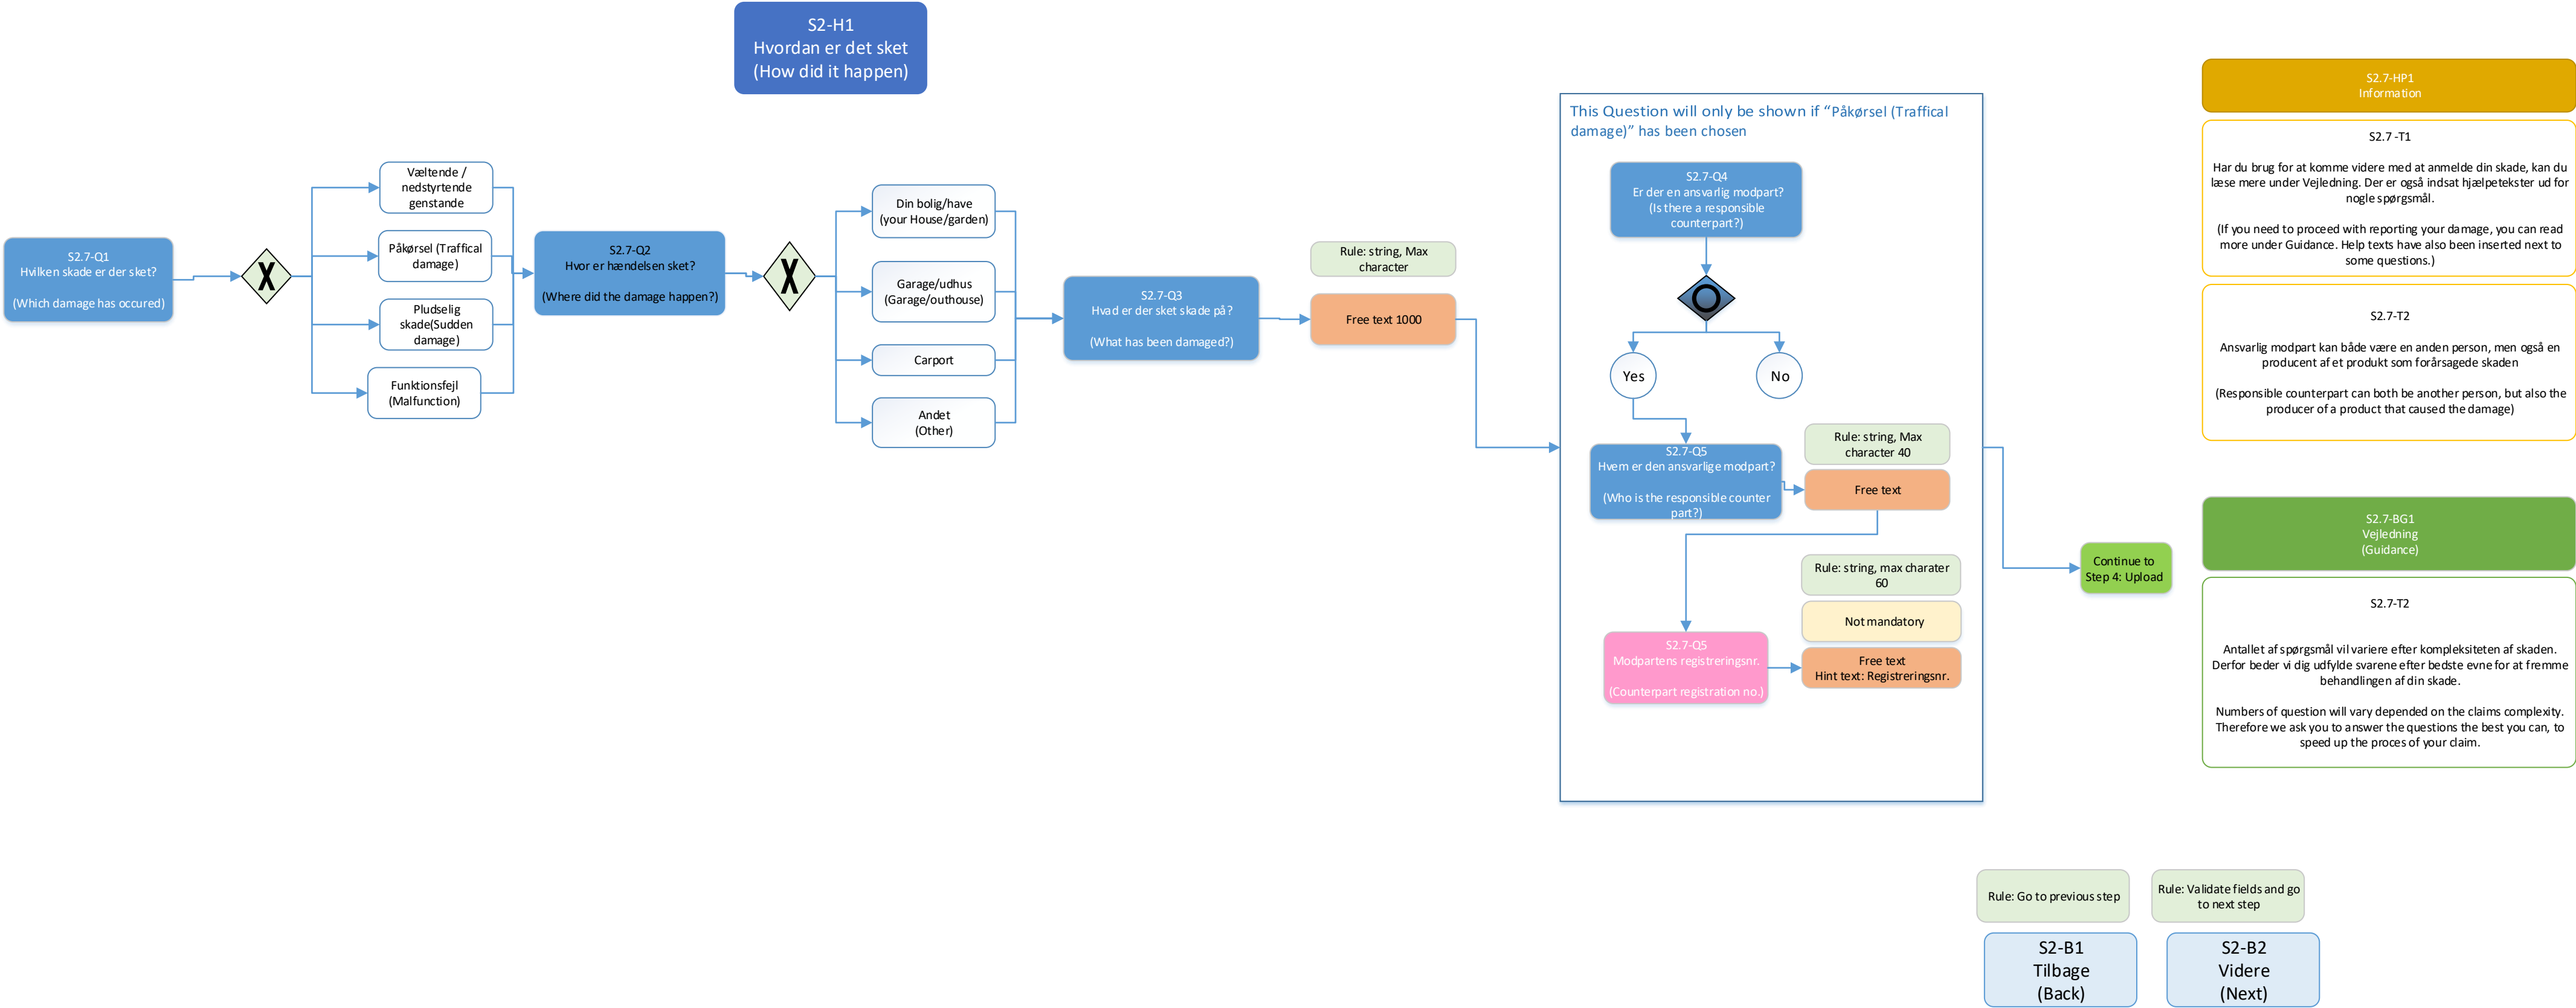 S2-H1
Hvordan er det sket
(How did it happen)
S2.7-Q1
Hvilken skade er der sket?
(Which damage has occured)
X
Væltende /
nedstyrtende
genstande
Påkørsel (Traffical
damage)
Pludselig
skade(Sudden
damage)
Funktionsfejl
(Malfunction)
S2.7-Q2
Hvor er hændelsen sket?
(Where did the damage happen?)
X
Din bolig/have
(your House/garden)
Garage/udhus
(Garage/outhouse)
Carport
Andet
(Other)
S2.7-Q3
Hvad er der sket skade på?
(What has been damaged?)
Rule: string, Max
character
Free text 1000
This Question will only be shown if “Påkørsel (Traffical
damage)” has been chosen
S2.7-Q4
Er der en ansvarlig modpart?
(Is there a responsible
counterpart?)
Yes
No
S2.7-Q5
Hvem er den ansvarlige modpart?
(Who is the responsible counter
part?)
Rule: string, Max
character 40
Free text
Rule: string, max charater
60
Not mandatory
S2.7-Q5
Modpartens registreringsnr.
(Counterpart registration no.)
Free text
Hint text: Registreringsnr.
Continue to
Step 4: Upload
S2.7-HP1
Information
S2.7 -T1
Har du brug for at komme videre med at anmelde din skade, kan du
læse mere under Vejledning. Der er også indsat hjælpetekster ud for
nogle spørgsmål.
(If you need to proceed with reporting your damage, you can read
more under Guidance. Help texts have also been inserted next to
some questions.)
S2.7-T2
Ansvarlig modpart kan både være en anden person, men også en
producent af et produkt som forårsagede skaden
(Responsible counterpart can both be another person, but also the
producer of a product that caused the damage)
S2.7-BG1
Vejledning
(Guidance)
S2.7-T2
Antallet af spørgsmål vil variere efter kompleksiteten af skaden.
Derfor beder vi dig udfylde svarene efter bedste evne for at fremme
behandlingen af din skade.
Numbers of question will vary depended on the claims complexity.
Therefore we ask you to answer the questions the best you can, to
speed up the proces of your claim.
Rule: Go to previous step
Rule: Validate fields and go
to next step
S2-B1
Tilbage
(Back)
S2-B2
Videre
(Next)